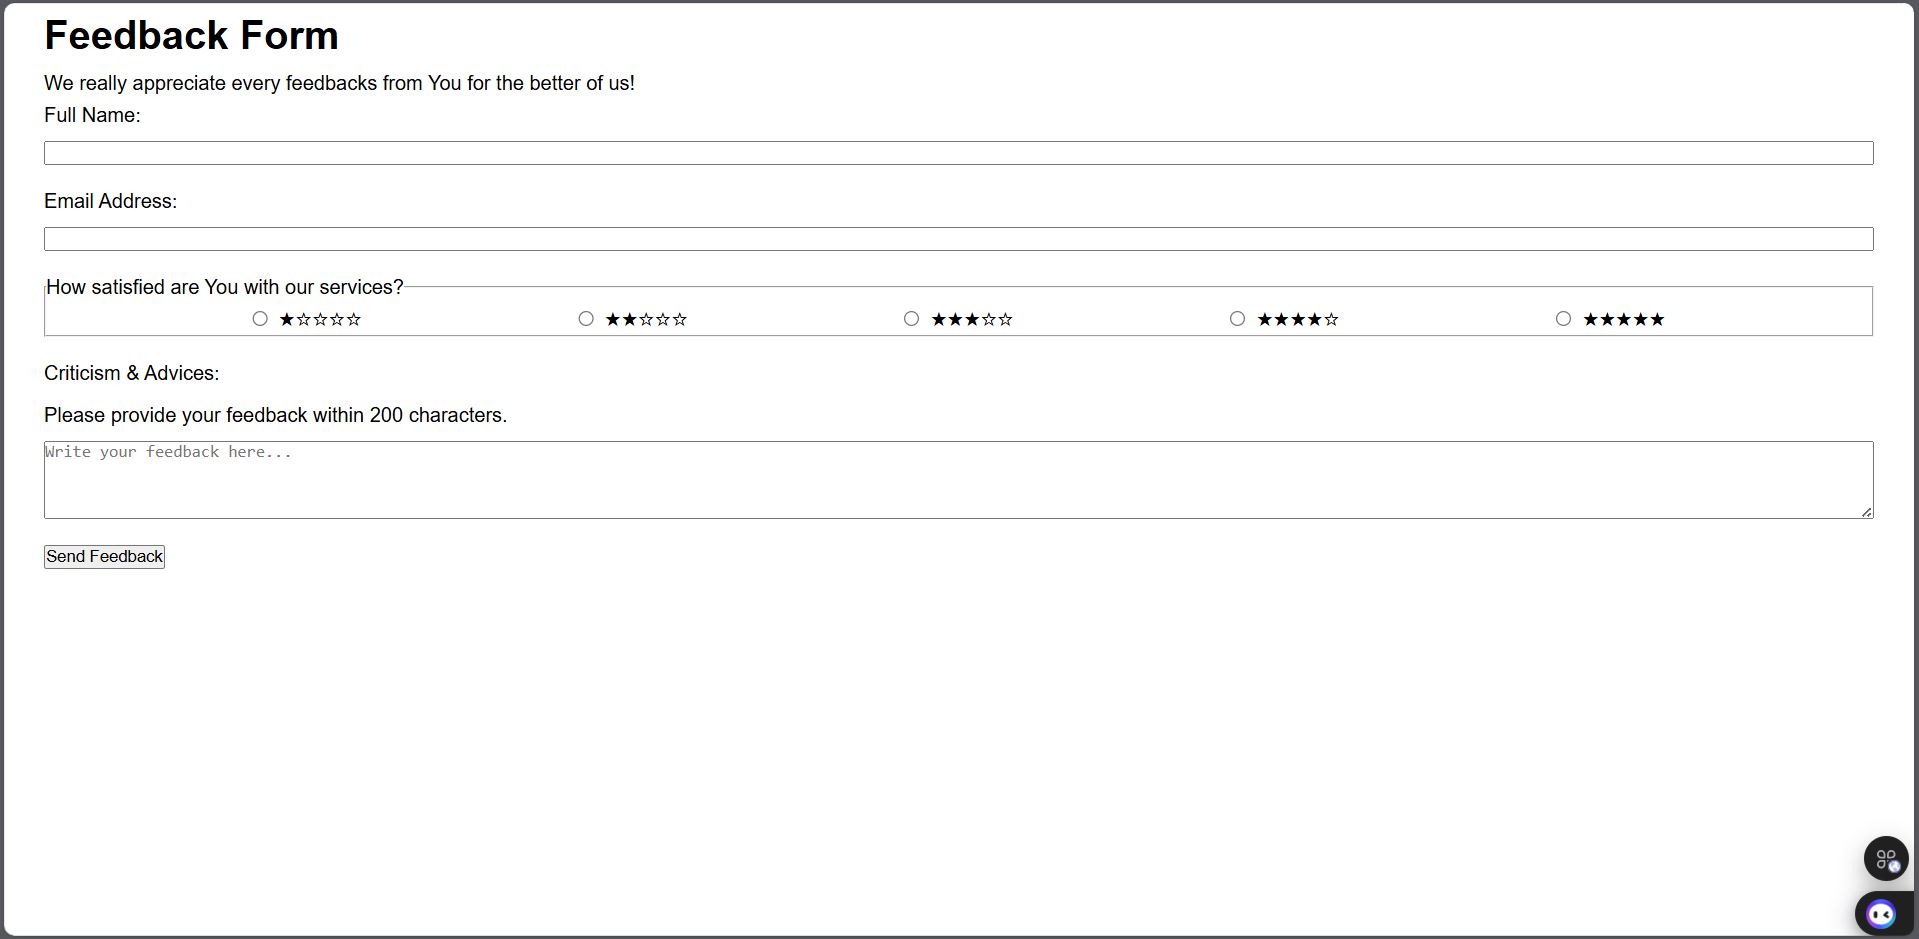 Feedback Form
We really appreciate every feedbacks from You for the better of us!
Full Name:
Email Address:
How satisfied are You with our services?
★☆☆☆☆ ★★☆☆☆ ★★★☆☆ ★★★★☆ ★★★★★
Criticism & Advices:
Please provide your feedback within 200 characters.
Write your feedback here...
Send Feedback